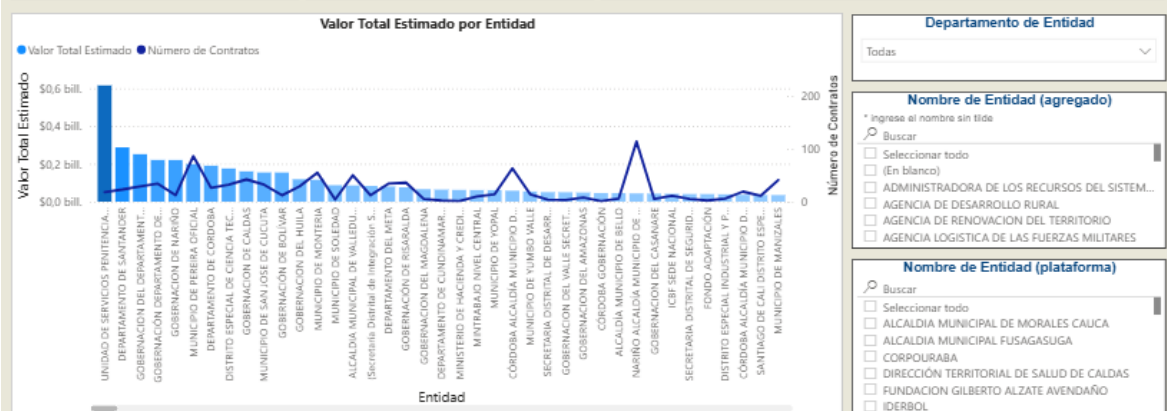 Valor Total Estimado por Entidad
Valor Total Estimado Número de Contratos
Valor Total Estimado
$0,6 bill.
$0,4 bill.
$0,2 bill.
$0,0 bill.
200
100
0
Número de Contratos
UNIDAD DE SERVICIOS PENITENCIA...
DEPARTAMENTO DE SANTANDER
GOBERNACION DEL DEPARTAMENT...
GOBERNACIÓN DEPARTAMENTO DE...
GOBERNACION DE NARIÑO
MUNICIPIO DE PEREIRA OFICIAL
DEPARTAMENTO DE CORDOBA
DISTRITO ESPECIAL DE CIENCIA TEC...
GOBERNACION DE CALDAS
MUNICIPIO DE SAN JOSE DE CUCUTA
GOBERNACIÓN DE BOLÍVAR
GOBERNACION DEL HUILA
MUNICIPIO DE MONTERIA
MUNICIPIO DE SOLEDAD
ALCALDIA MUNICIPAL DE VALLEDU...
(Secretaría Distrital de Integración S...
DEPARTAMENTO DEL META
GOBERNACIÓN DE RISARALDA
GOBERNACION DEL MAGDALENA
DEPARTAMENTO DE CUNDINAMAR...
MINISTERIO DE HACIENDA Y CREDI...
MINTRABAJO NIVEL CENTRAL
MUNICIPIO DE YOPAL
CÓRDOBA ALCALDÍA MUNICIPIO D...
MUNICIPIO DE YUMBO VALLE
SECRETARIA DISTRITAL DE DESARR...
GOBERNACION DEL VALLE SECRET...
GOBERNACION DEL AMAZONAS
CÓRDOBA GOBERNACIÓN
ALCALDÍA MUNICIPIO DE BELLO
NARIÑO ALCALDÍA MUNICIPIO DE ...
GOBERNACION DEL CASANARE
ICBF SEDE NACIONAL
SECRETARIA DISTRITAL DE SEGURID...
FONDO ADAPTACIÓN
DISTRITO ESPECIAL INDUSTRIAL Y P...
CÓRDOBA ALCALDÍA MUNICIPIO D...
SANTIAGO DE CALI DISTRITO ESPE...
MUNICIPIO DE MANIZALES
Entidad
Departamento de Entidad
Todas
Nombre de Entidad (agregado)
* ingrese el nombre sin tilde
Buscar
Seleccionar todo
(En blanco)
ADMINISTRADORA DE LOS RECURSOS DEL SISTEM...
AGENCIA DE DESARROLLO RURAL
AGENCIA DE RENOVACION DEL TERRITORIO
AGENCIA LOGISTICA DE LAS FUERZAS MILITARES
Nombre de Entidad (plataforma)
Buscar
Seleccionar todo
ALCALDIA MUNICIPAL DE MORALES CAUCA
ALCALDIA MUNICIPAL FUSAGASUGA
CORPOURABA
DIRECCIÓN TERRITORIAL DE SALUD DE CALDAS
FUNDACION GILBERTO ALZATE AVENDAÑO
IDERBOL